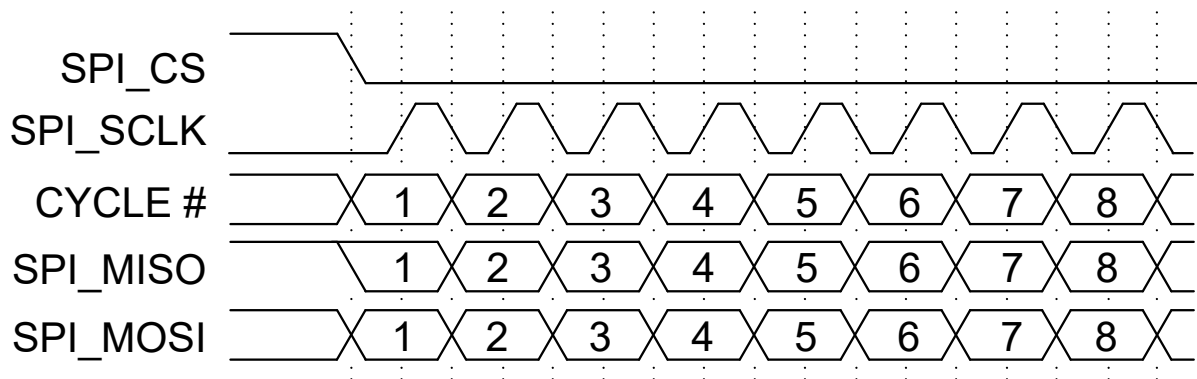 SPI_CS
SPI_SCLK
CYCLE # 1 2 3 4 5 6 7 8
SPI_MISO 1 2 3 4 5 6 7 8
SPI_MOSI 1 2 3 4 5 6 7 8